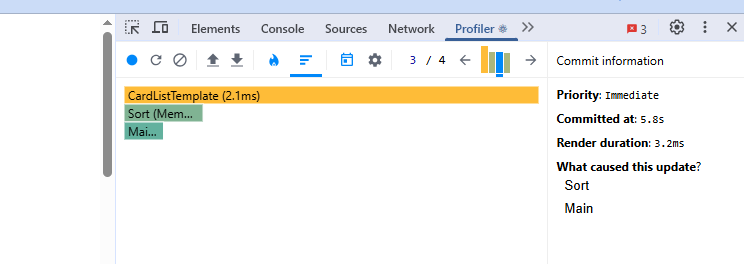 Elements Console Sources Network Profiler 3
3 / 4
Commit information
CardListTemplate (2.1ms)
Sort (Mem...
Mai...
Priority: Immediate
Committed at: 5.8s
Render duration: 3.2ms
What caused this update?
Sort
Main